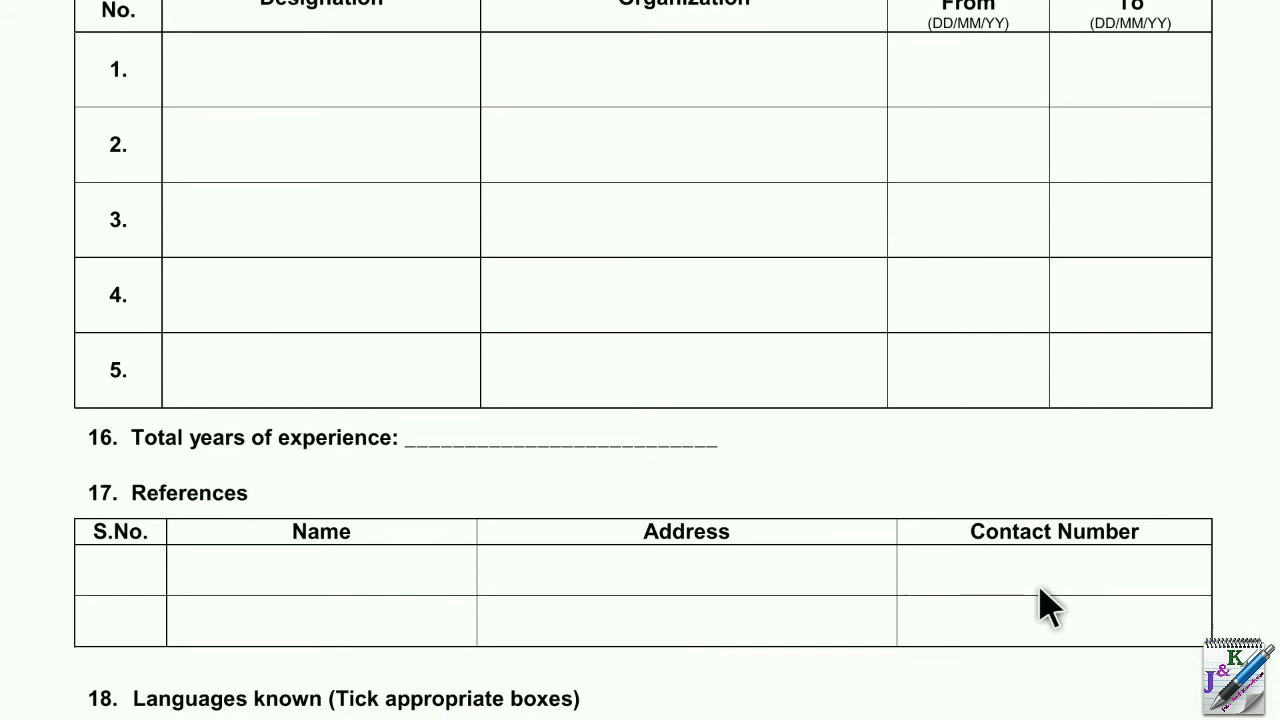 No. Designation Organization From To
(DD/MM/YY) (DD/MM/YY)
1.
2.
3.
4.
5.
16. Total years of experience: __________________________
17. References
S.No. Name Address Contact Number
18. Languages known (Tick appropriate boxes)
J&K